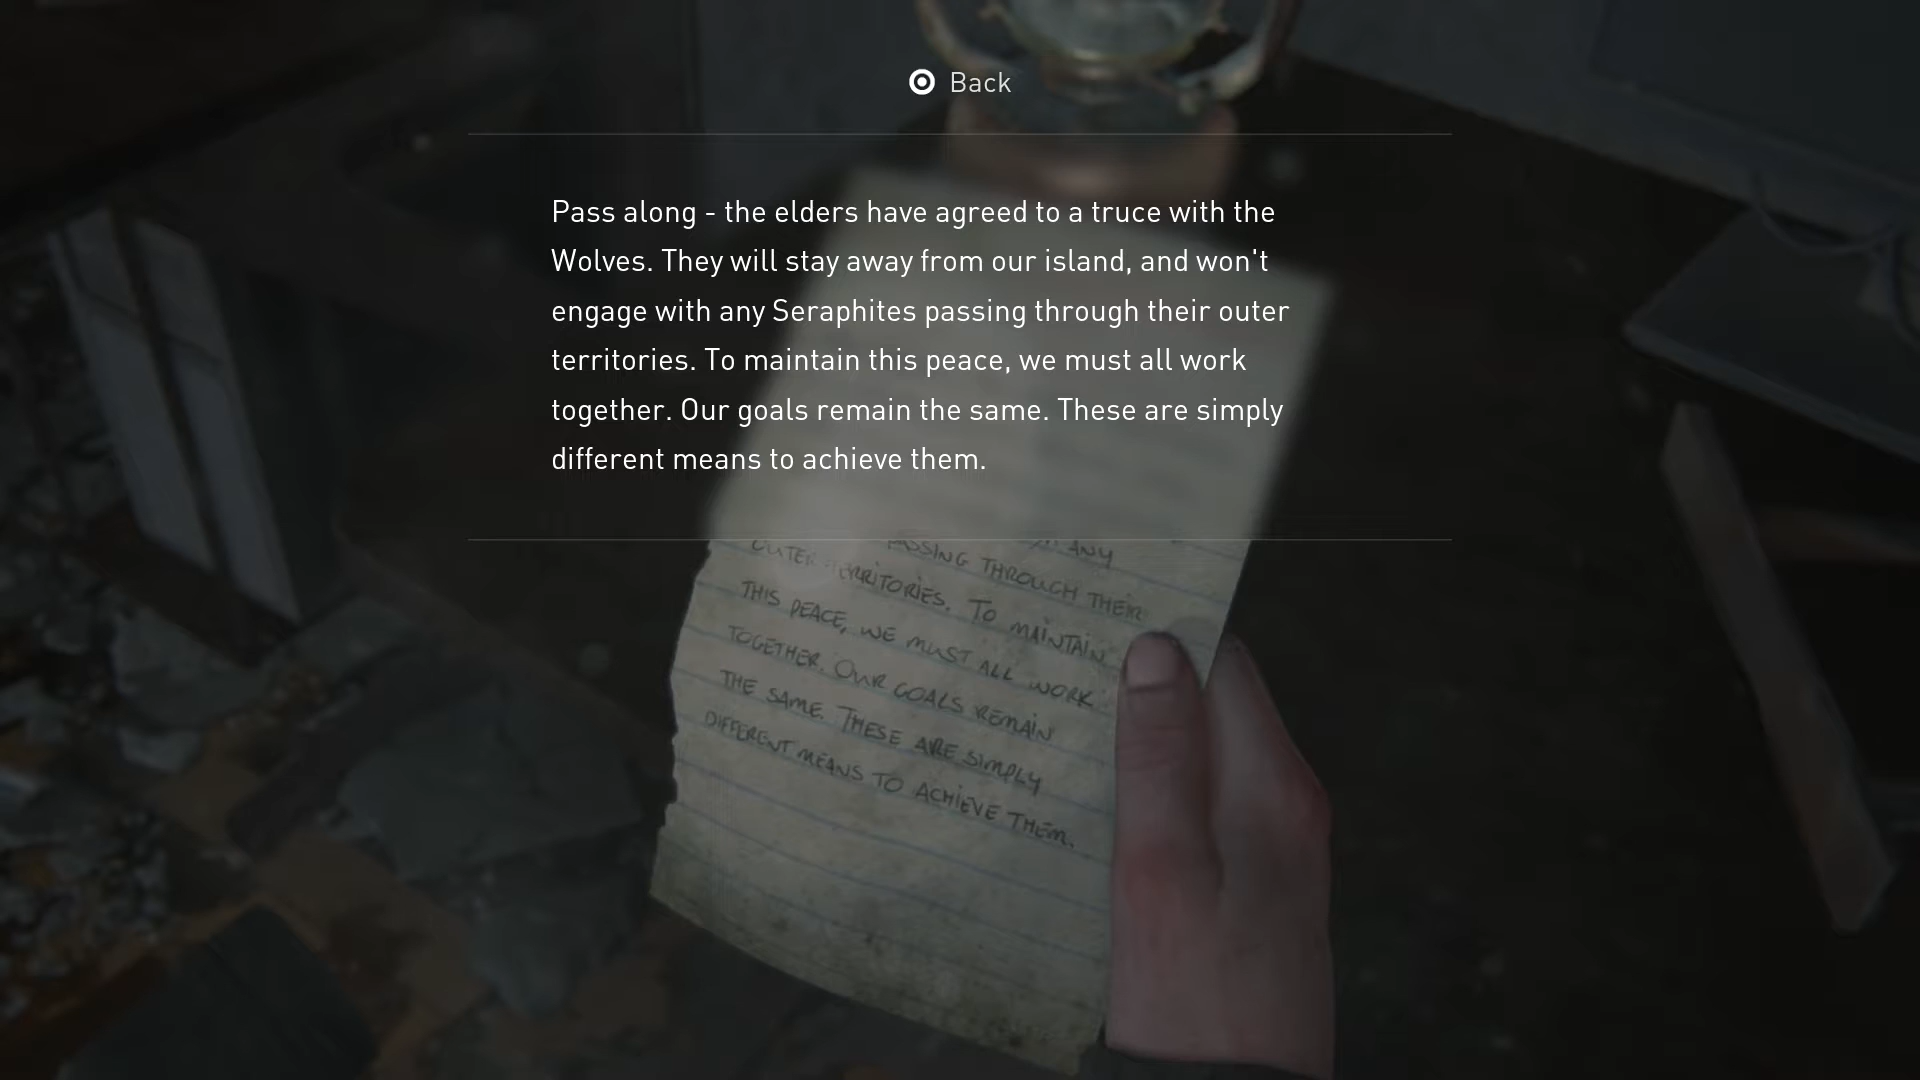 Back
Pass along - the elders have agreed to a truce with the
Wolves. They will stay away from our island, and won't
engage with any Seraphites passing through their outer
territories. To maintain this peace, we must all work
together. Our goals remain the same. These are simply
different means to achieve them.
ANY
PASSING THROUGH THEIR
OUTER TERRITORIES. TO MAINTAIN
THIS PEACE, WE MUST ALL WORK
TOGETHER. OUR GOALS REMAIN
THE SAME. THESE ARE SIMPLY
DIFFERENT MEANS TO ACHIEVE THEM.